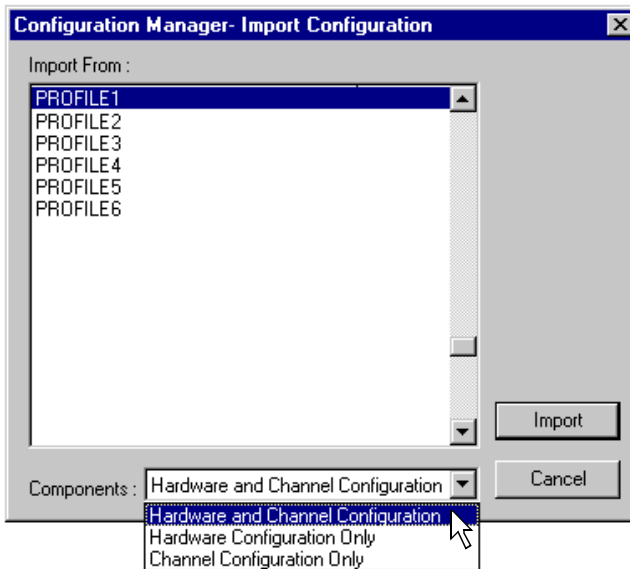 Configuration Manager- Import Configuration
Import From :
PROFILE1
PROFILE2
PROFILE3
PROFILE4
PROFILE5
PROFILE6
Import
Components : Hardware and Channel Configuration
Cancel
Hardware and Channel Configuration
Hardware Configuration Only
Channel Configuration Only